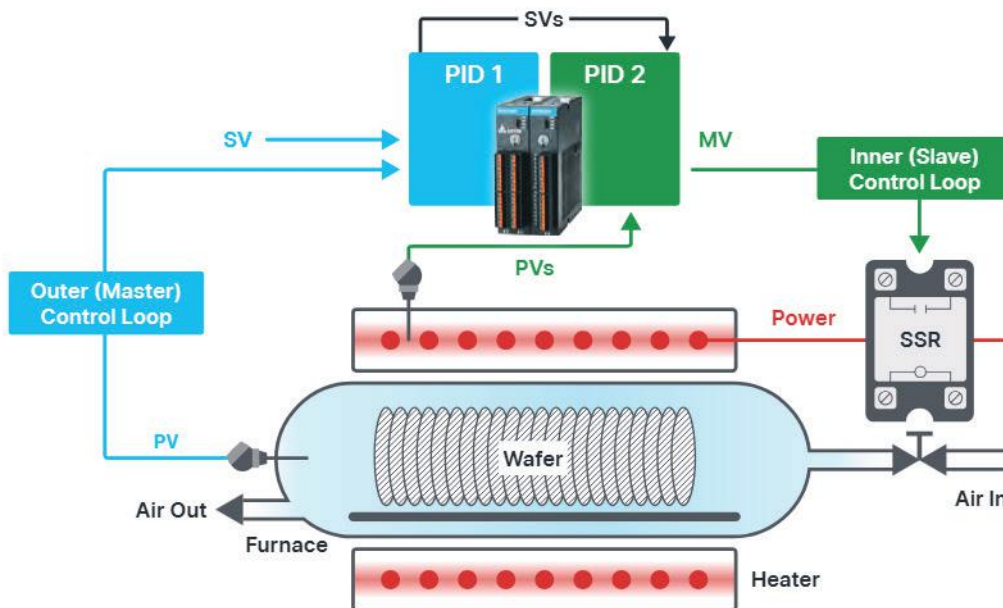 SVs
PID 1
PID 2
SV
MV
Inner (Slave)
Control Loop
PVs
Outer (Master)
Control Loop
Power
SSR
PV
Wafer
Air Out
Air In
Furnace
Heater